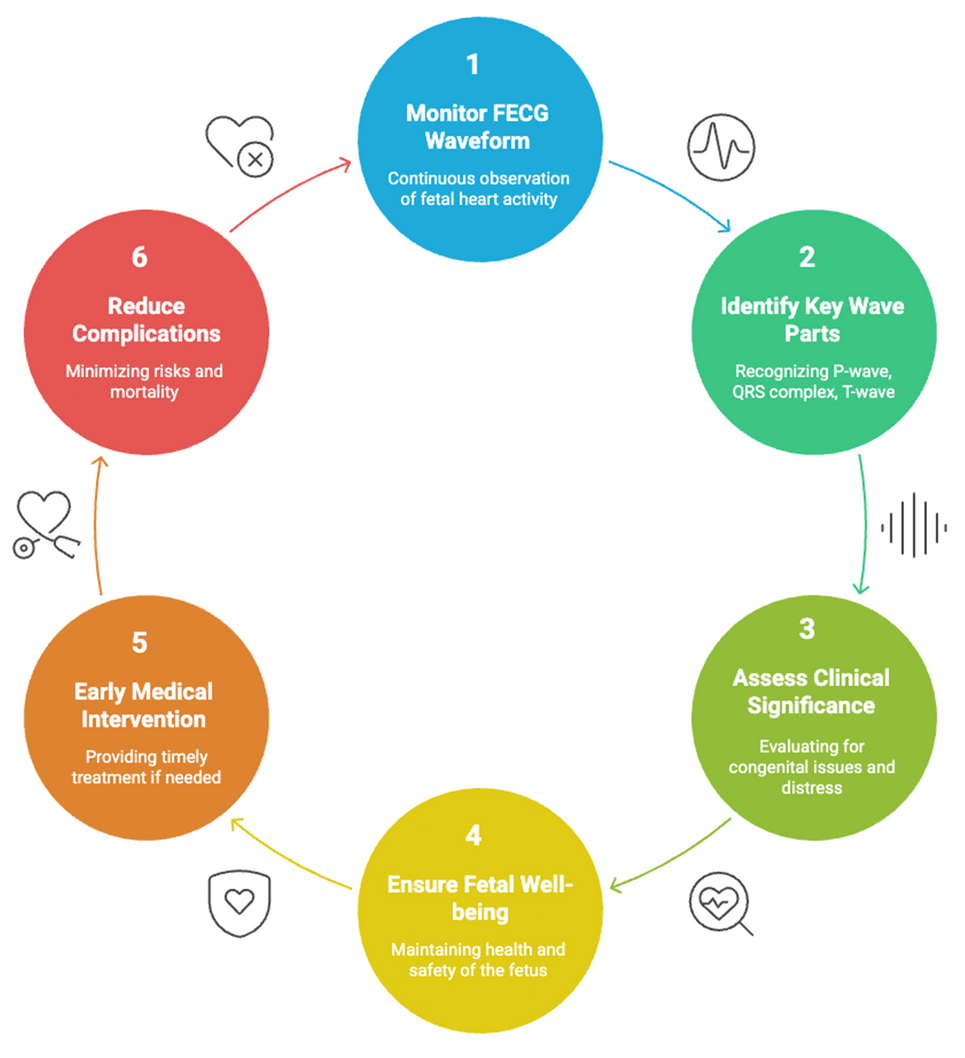 1
Monitor FECG
Waveform
Continuous observation
of fetal heart activity
2
Identify Key Wave
Parts
Recognizing P-wave,
QRS complex, T-wave
3
Assess Clinical
Significance
Evaluating for
congenital issues and
distress
4
Ensure Fetal Well-
being
Maintaining health and
safety of the fetus
5
Early Medical
Intervention
Providing timely
treatment if needed
6
Reduce
Complications
Minimizing risks and
mortality